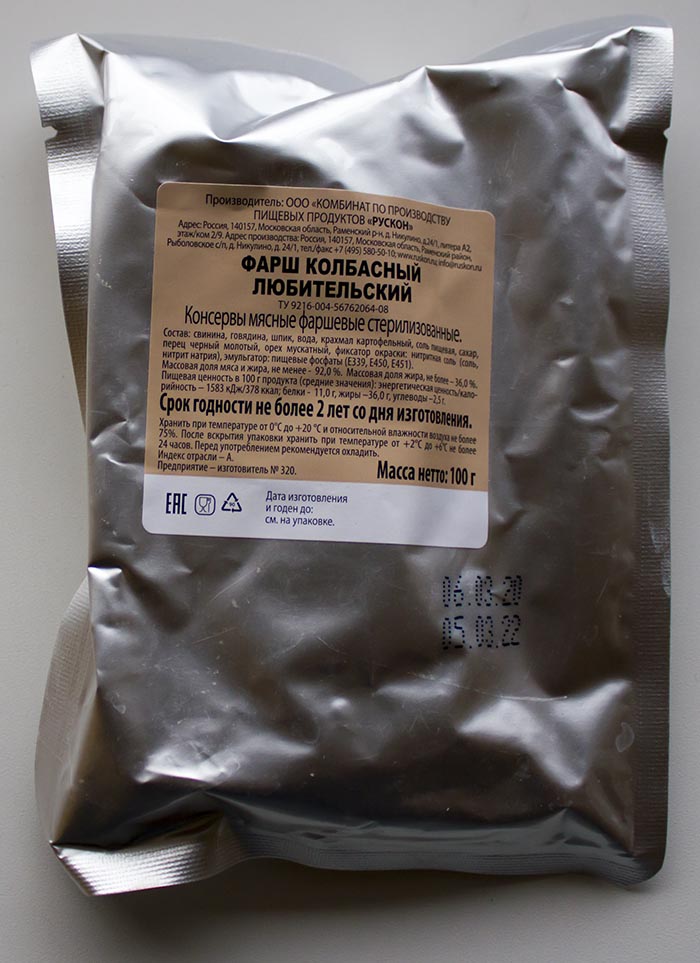 Производитель: ООО «КОМБИНАТ ПО ПРОИЗВОДСТВУ
ПИЩЕВЫХ ПРОДУКТОВ «РУСКОН»
Адрес: Россия, 140157, Московская область, Раменский р-н, д. Никулино, д.24/1, литера А2,
этаж/ком 2/9. Адрес производства: Россия, 140157, Московская область, Раменский район,
Рыболовское с/п, д. Никулино, д. 24/1, тел./факс +7 (495) 580-50-10; www.ruskon.ru; info@ruskon.ru
ФАРШ КОЛБАСНЫЙ
ЛЮБИТЕЛЬСКИЙ
ТУ 9216-004-56762064-08
Консервы мясные фаршевые стерилизованные.
Состав: свинина, говядина, шпик, вода, крахмал картофельный, соль пищевая, сахар,
перец черный молотый, орех мускатный, фиксатор окраски: нитритная соль (соль,
нитрит натрия), эмульгатор: пищевые фосфаты (Е339, Е450, Е451).
Массовая доля мяса и жира, не менее - 92,0 %. Массовая доля жира, не более – 36,0 %.
Пищевая ценность в 100 г продукта (средние значения): энергетическая ценность/кало-
рийность – 1583 кДж/378 ккал; белки - 11,0 г, жиры –36,0 г, углеводы –2,5 г.
Срок годности не более 2 лет со дня изготовления.
Хранить при температуре от 0°С до +20 °С и относительной влажности воздуха не более
75%. После вскрытия упаковки хранить при температуре от +2°С до +6°С не более
24 часов. Перед употреблением рекомендуется охладить.
Индекс отрасли – А.
Предприятие – изготовитель № 320.
Масса нетто: 100 г
ЕАС
90
Дата изготовления
и годен до:
см. на упаковке.
06.03.20
05.03.22